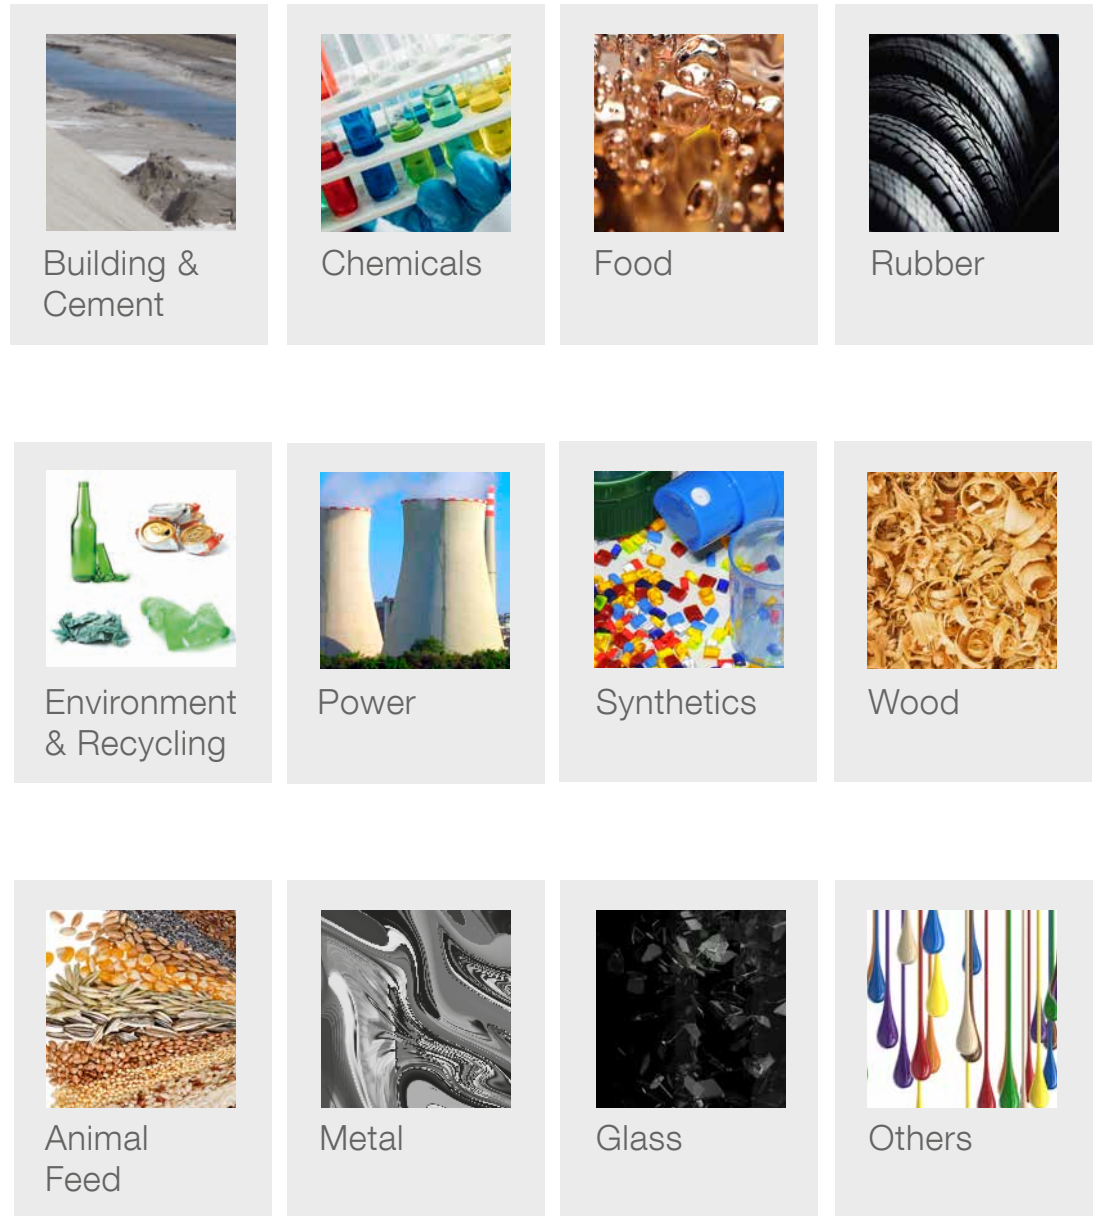 Building &
Cement
Chemicals
Food
Rubber
Environment
& Recycling
Power
Synthetics
Wood
Animal
Feed
Metal
Glass
Others